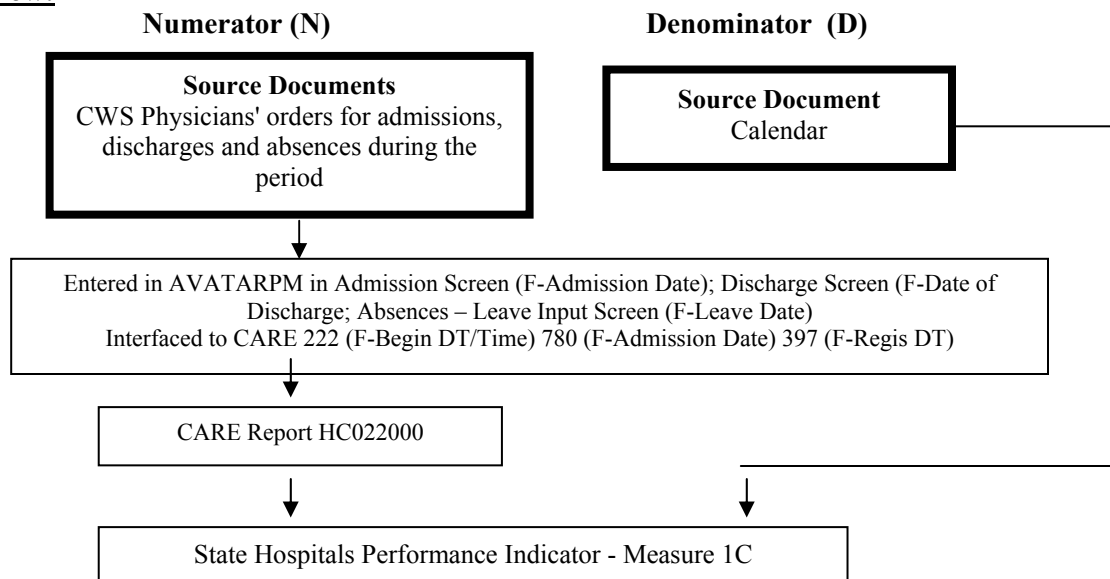 Numerator (N)
Denominator (D)
Source Documents
CWS Physicians' orders for admissions,
discharges and absences during the
period
Source Document
Calendar
Entered in AVATARPM in Admission Screen (F-Admission Date); Discharge Screen (F-Date of
Discharge; Absences – Leave Input Screen (F-Leave Date)
Interfaced to CARE 222 (F-Begin DT/Time) 780 (F-Admission Date) 397 (F-Regis DT)
CARE Report HC022000
State Hospitals Performance Indicator - Measure 1C